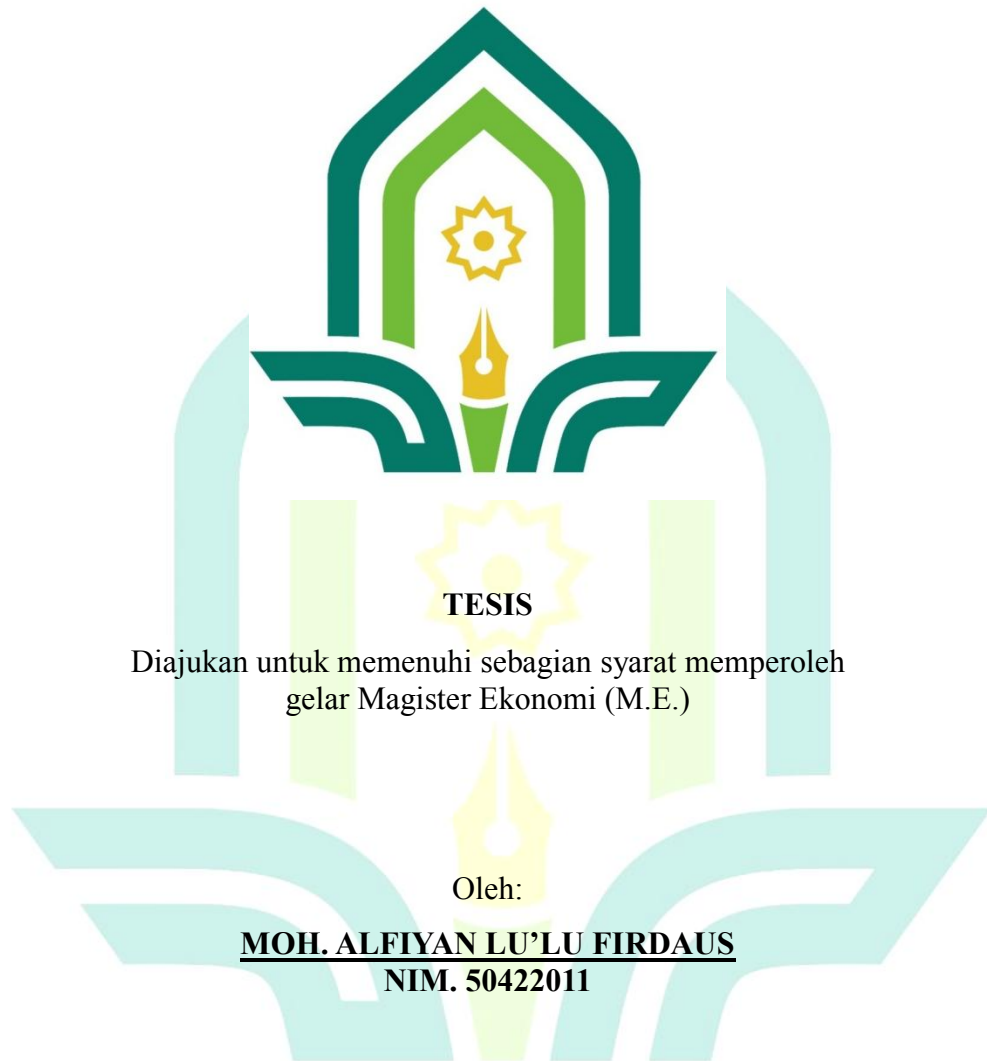 TESIS
Diajukan untuk memenuhi sebagian syarat memperoleh
gelar Magister Ekonomi (M.E.)
Oleh:
MOH. ALFIYAN LU’LU FIRDAUS
NIM. 50422011